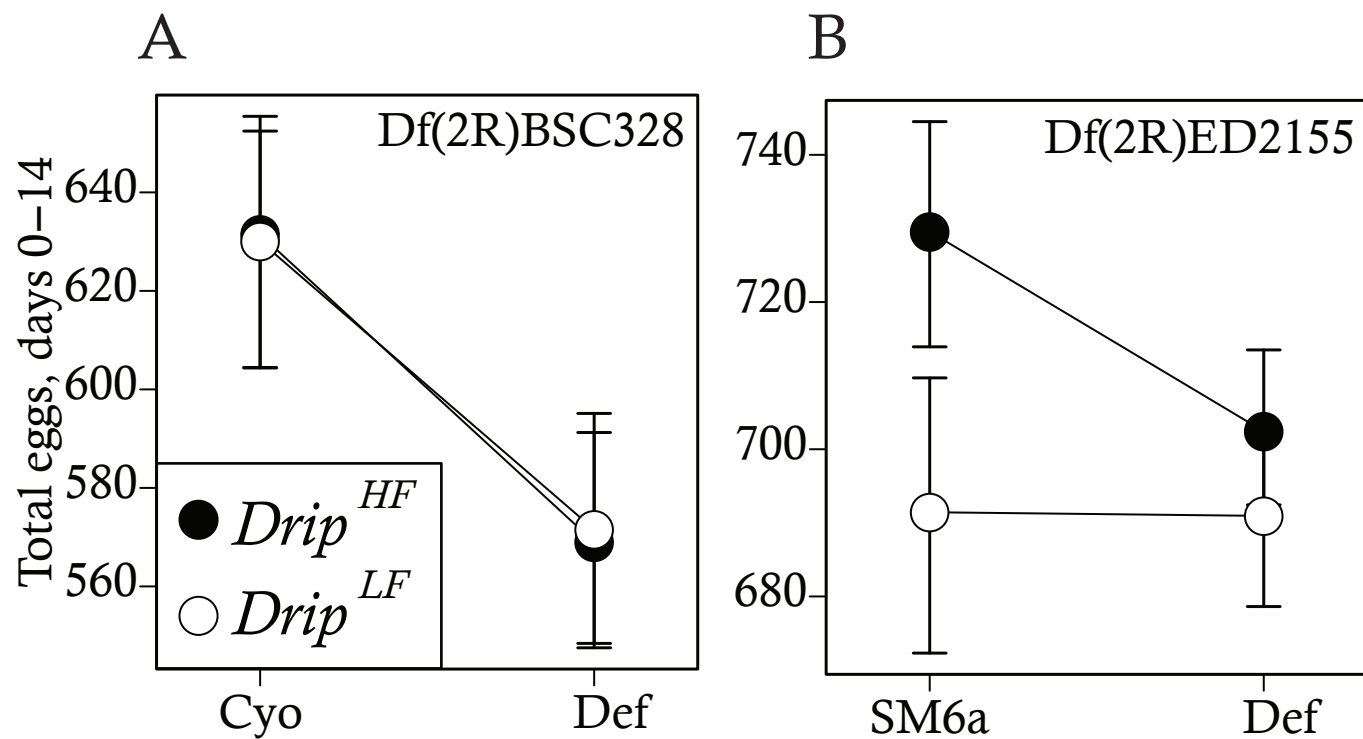 A
Df(2R)BSC328
Total eggs, days 0–14
640
620
600
580
560
Drip HF
Drip LF
Cyo
Def
B
Df(2R)ED2155
740
720
700
680
SM6a
Def